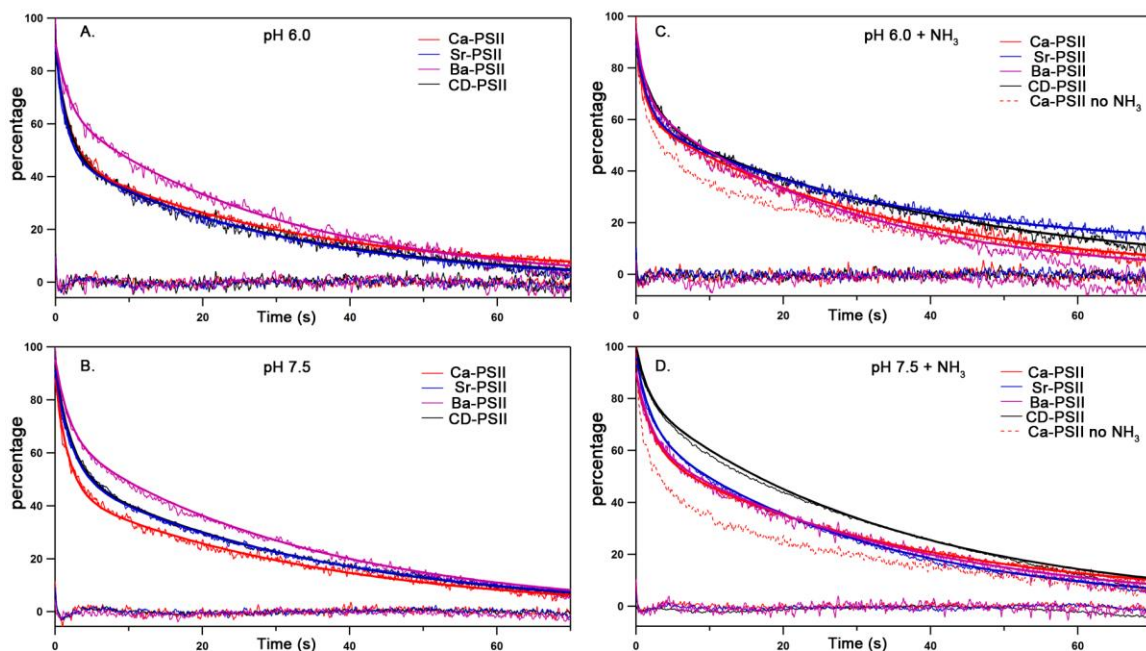 A.
pH 6.0
Ca-PSII
Sr-PSII
Ba-PSII
CD-PSII
percentage
100
80
60
40
20
0
0
20
40
60
Time (s)
C.
pH 6.0 + NH₃
Ca-PSII
Sr-PSII
Ba-PSII
CD-PSII
Ca-PSII no NH₃
percentage
100
80
60
40
20
0
0
20
40
60
Time (s)
B.
pH 7.5
Ca-PSII
Sr-PSII
Ba-PSII
CD-PSII
percentage
100
80
60
40
20
0
0
20
40
60
Time (s)
D.
pH 7.5 + NH₃
Ca-PSII
Sr-PSII
Ba-PSII
CD-PSII
Ca-PSII no NH₃
percentage
100
80
60
40
20
0
0
20
40
60
Time (s)